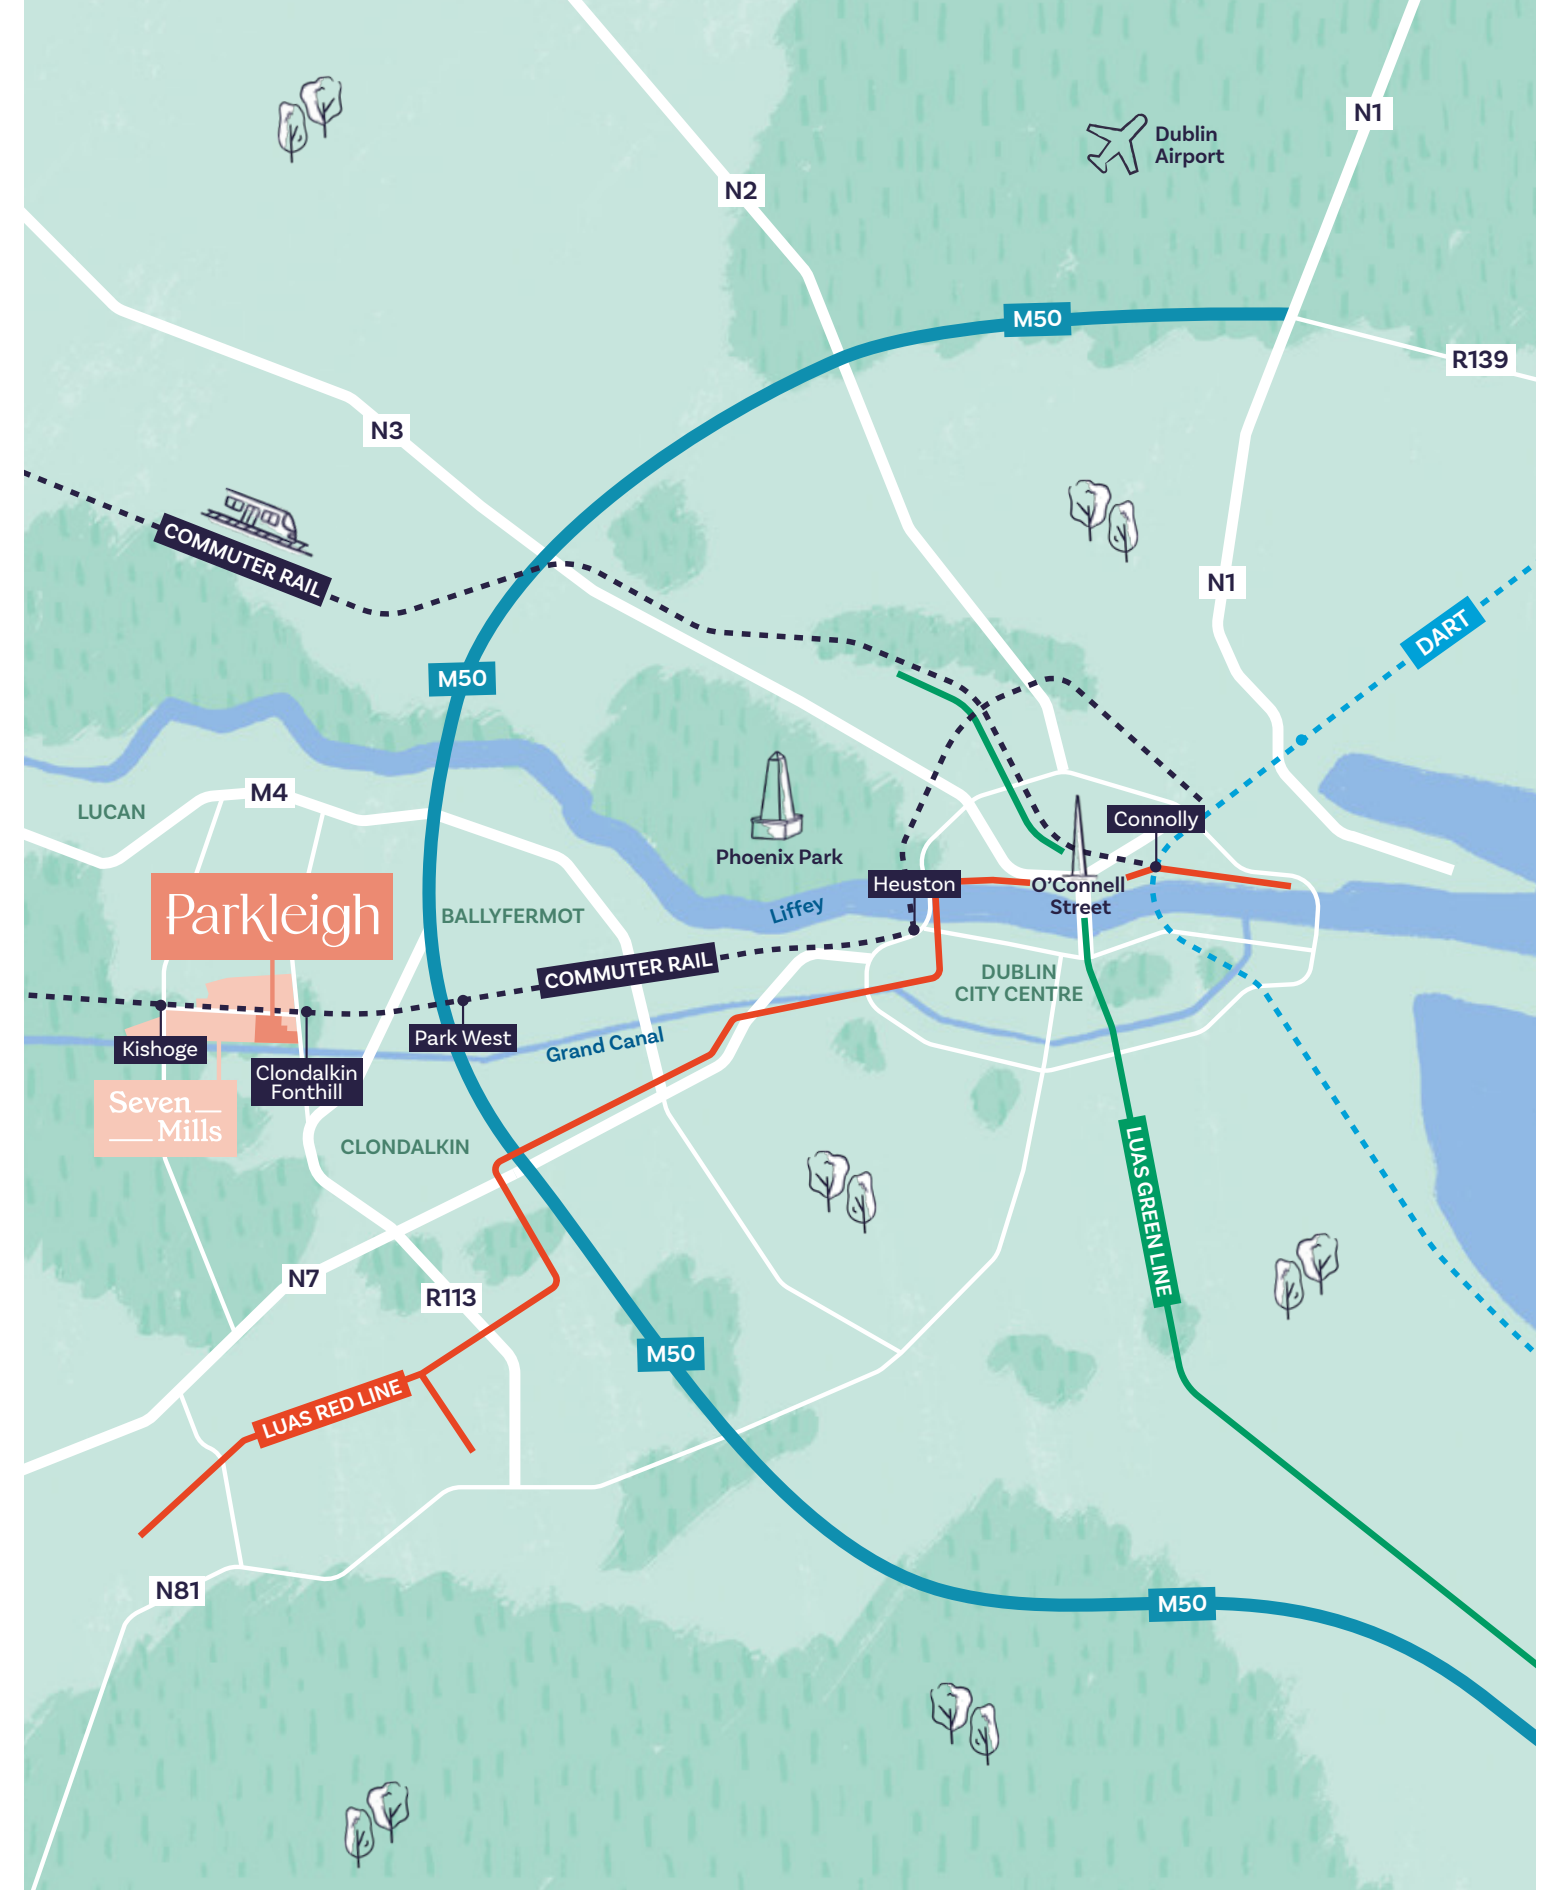 N1
Dublin
Airport
N2
M50
R139
N3
COMMUTER RAIL
N1
DART
M50
M4
LUCAN
Connolly
Phoenix Park
Heuston
O'Connell
Street
Parkleigh
BALLYFERMOT
Liffey
COMMUTER RAIL
DUBLIN
CITY CENTRE
Kishoge
Park West
Grand Canal
Clondalkin
Fonthill
Seven
Mills
CLONDALKIN
LUAS GREEN LINE
N7
R113
M50
LUAS RED LINE
N81
M50